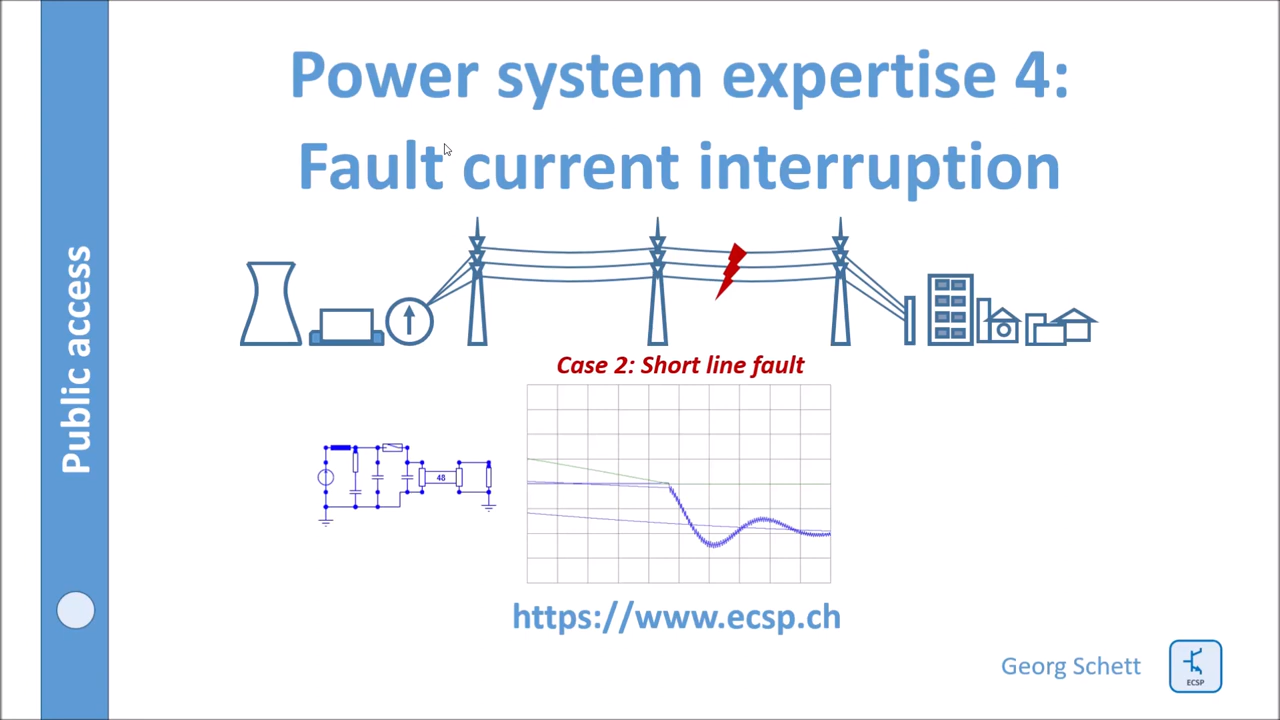 Power system expertise 4:
Fault current interruption
Public access
Case 2: Short line fault
48
https://www.ecsp.ch
Georg Schett
ECSP